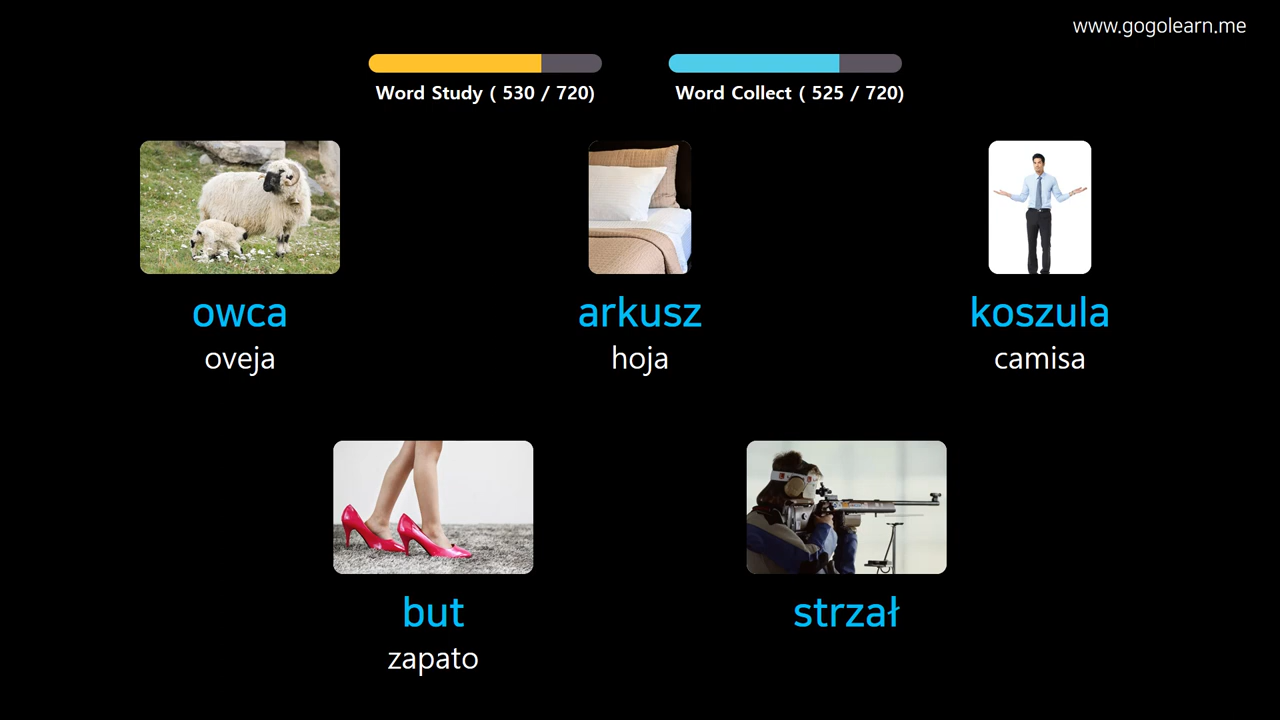 www.gogolearn.me
Word Study ( 530 / 720)
Word Collect ( 525 / 720)
owca
oveja
arkusz
hoja
koszula
camisa
but
zapato
strzał